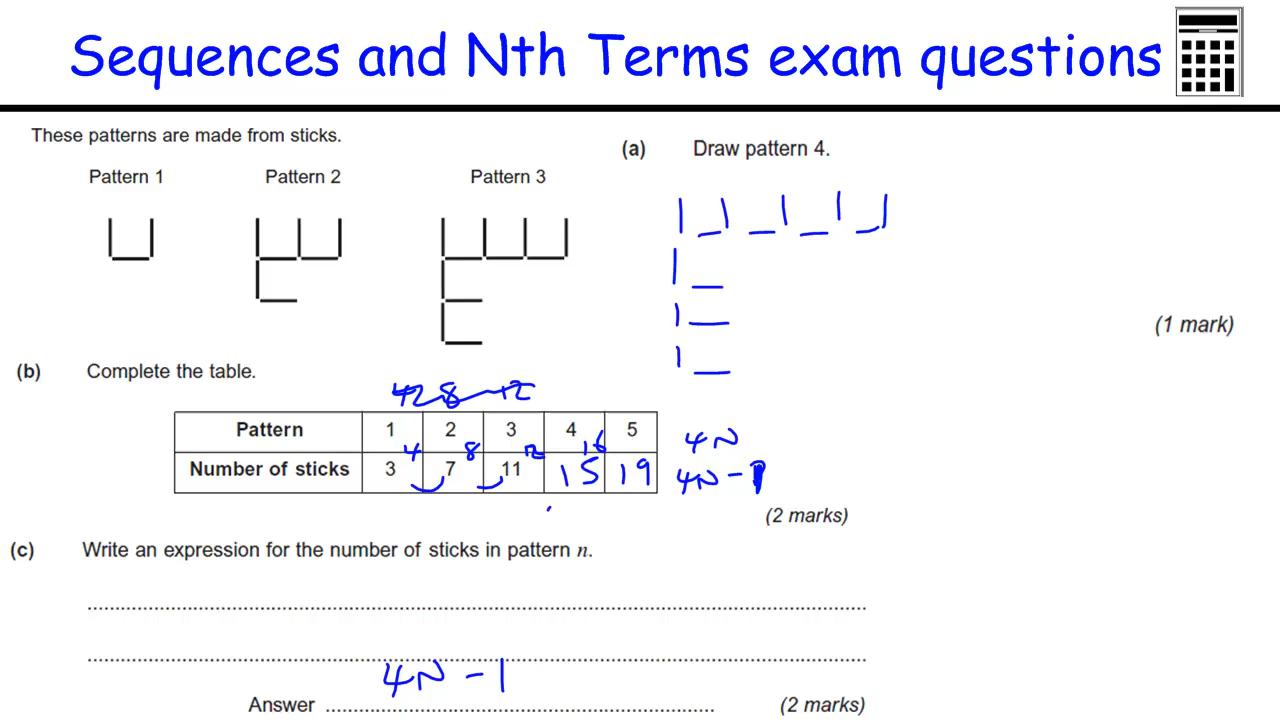 Sequences and Nth Terms exam questions
These patterns are made from sticks.
(a) Draw pattern 4.
Pattern 1 Pattern 2 Pattern 3
(1 mark)
(b) Complete the table.
4 8 12
Pattern 1 2 3 4 5
4 8 12 16
4N
Number of sticks 3 7 11 15 19
4N - 1
(2 marks)
(c) Write an expression for the number of sticks in pattern n.
4N - 1
Answer
(2 marks)